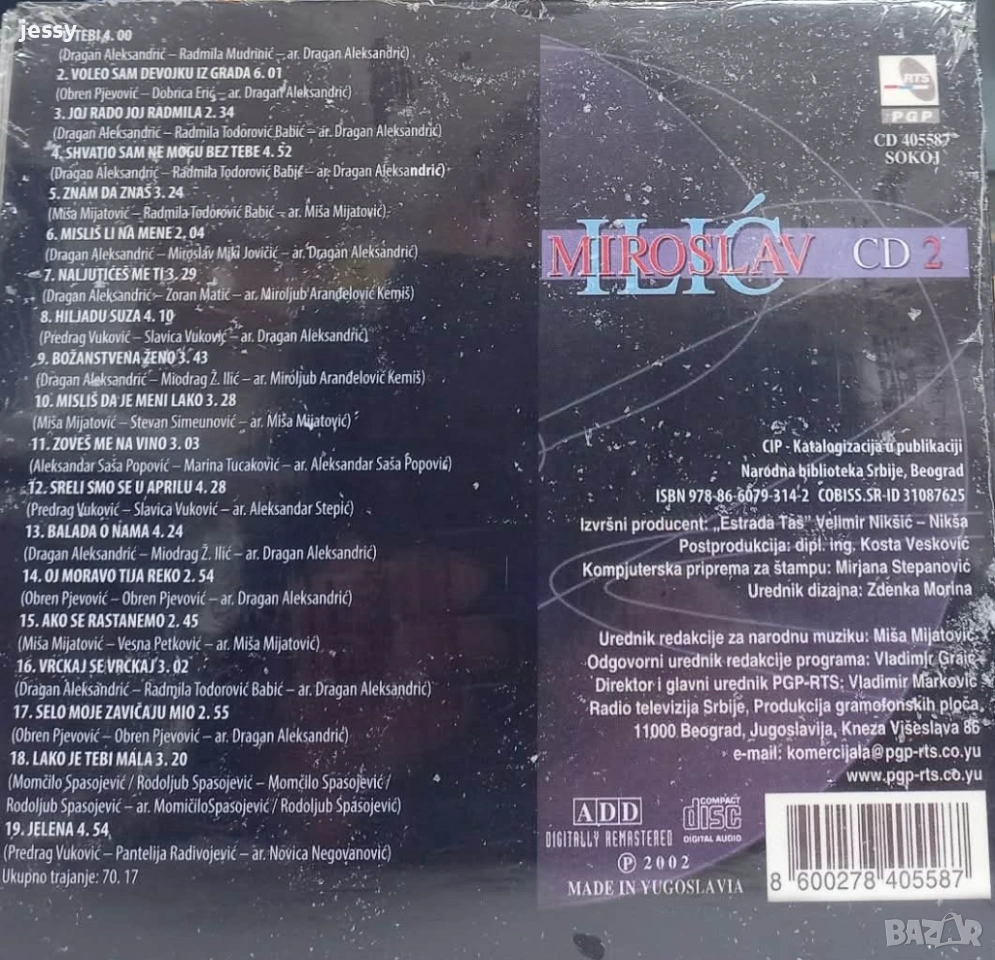 jessy
TEBI 4. 00
(Dragan Aleksandrić – Radmila Mudrinić – ar. Dragan Aleksandrić)
2. VOLEO SAM DEVOJKU IZ GRADA 6. 01
(Obren Pjevović – Dobrica Erić – ar. Dragan Aleksandrić)
3. JOJ RADO JOJ RADMILA 2. 34
(Dragan Aleksandrić – Radmila Todorović Babić – ar. Dragan Aleksandrić)
4. SHVATIO SAM NE MOGU BEZ TEBE 4. 52
(Dragan Aleksandrić – Radmila Todorović Babić – ar. Dragan Aleksandrić)
5. ZNAM DA ZNAŠ 3. 24
(Miša Mijatović – Radmila Todorović Babić – ar. Miša Mijatović)
6. MISLIŠ LI NA MENE 2. 04
(Dragan Aleksandrić – Miroslav Miki Jovičić – ar. Dragan Aleksandrić)
7. NALJUTIĆEŠ ME TI 3. 29
(Dragan Aleksandrić – Zoran Matić – ar. Miroljub Aranđelović Kemiš)
8. HILJADU SUZA 4. 10
(Predrag Vuković – Slavica Vuković – ar. Dragan Aleksandrić)
9. BOŽANSTVENA ŽENO 3. 43
(Dragan Aleksandrić – Miodrag Ž. Ilić – ar. Miroljub Aranđelović Kemiš)
10. MISLIŠ DA JE MENI LAKO 3. 28
(Miša Mijatović – Stevan Simeunović – ar. Miša Mijatović)
11. ZOVEŠ ME NA VINO 3. 03
(Aleksandar Saša Popović – Marina Tucaković – ar. Aleksandar Saša Popović)
12. SRELI SMO SE U APRILU 4. 28
(Predrag Vuković – Slavica Vuković – ar. Aleksandar Stepić)
13. BALADA O NAMA 4. 24
(Dragan Aleksandrić – Miodrag Ž. Ilić – ar. Dragan Aleksandrić)
14. OJ MORAVO TIJA REKO 2. 54
(Obren Pjevović – Obren Pjevović – ar. Dragan Aleksandrić)
15. AKO SE RASTANEMO 2. 45
(Miša Mijatović – Vesna Petković – ar. Miša Mijatović)
16. VRCKAJ SE VRCKAJ 3. 02
(Dragan Aleksandrić – Radmila Todorović Babić – ar. Dragan Aleksandrić)
17. SELO MOJE ZAVIČAJU MIO 2. 55
(Obren Pjevović – Obren Pjevović – ar. Dragan Aleksandrić)
18. LAKO JE TEBI MALA 3. 20
(Momčilo Spasojević / Rodoljub Spasojević – Momčilo Spasojević /
Rodoljub Spasojević – ar. MomičiloSpasojević / Rodoljub Spasojević)
19. JELENA 4. 54
(Predrag Vuković – Pantelija Radivojević – ar. Novica Negovanović)
Ukupno trajanje: 70. 17
RTS
PGP
CD 405587
SOKOJ
MIROSLAV ILIĆ CD 2
CIP - Katalogizacija u publikaciji
Narodna biblioteka Srbije, Beograd
ISBN 978-86-6079-314-2 COBISS.SR-ID 31087625
Izvršni producent: „Estrada Taš" Velimir Nikšić – Nikša
Postprodukcija: dipl. ing. Kosta Vesković
Kompjuterska priprema za štampu: Mirjana Stepanović
Urednik dizajna: Zdenka Morina
Urednik redakcije za narodnu muziku: Miša Mijatović
Odgovorni urednik redakcije programa: Vladimir Graić
Direktor i glavni urednik PGP-RTS: Vladimir Marković
Radio televizija Srbije, Produkcija gramofonskih ploča
11000 Beograd, Jugoslavija, Kneza Višeslava 86
e-mail: komercijala@pgp-rts.co.yu
www.pgp-rts.co.yu
ADD
DIGITALLY REMASTERED
COMPACT
disc
DIGITAL AUDIO
Ⓟ 2002
MADE IN YUGOSLAVIA
8 600278 405587
BAZAR